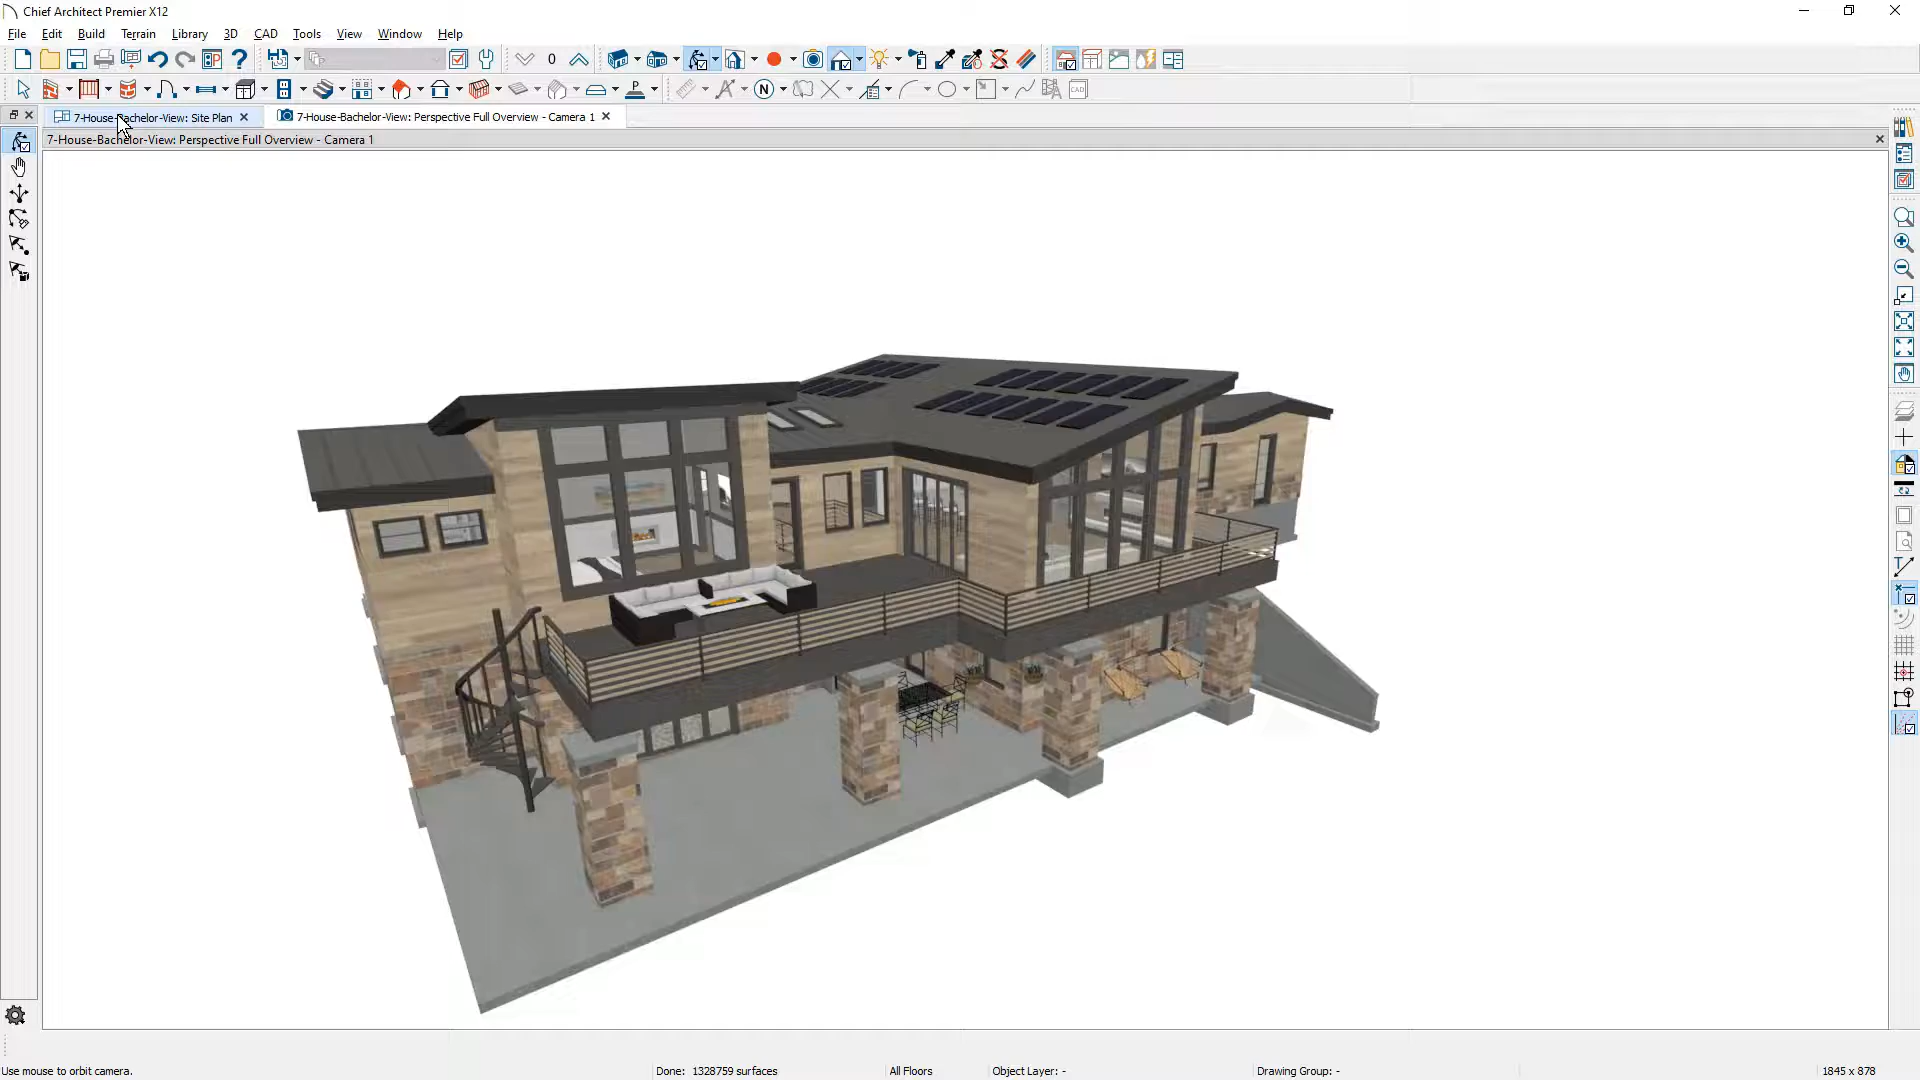 Chief Architect Premier X12
File Edit Build Terrain Library 3D CAD Tools View Window Help
0
N P
7-House-Bachelor-View: Site Plan 7-House-Bachelor-View: Perspective Full Overview - Camera 1
7-House-Bachelor-View: Perspective Full Overview - Camera 1
Use mouse to orbit camera. Done: 1328759 surfaces All Floors Object Layer: - Drawing Group: - 1845 x 878